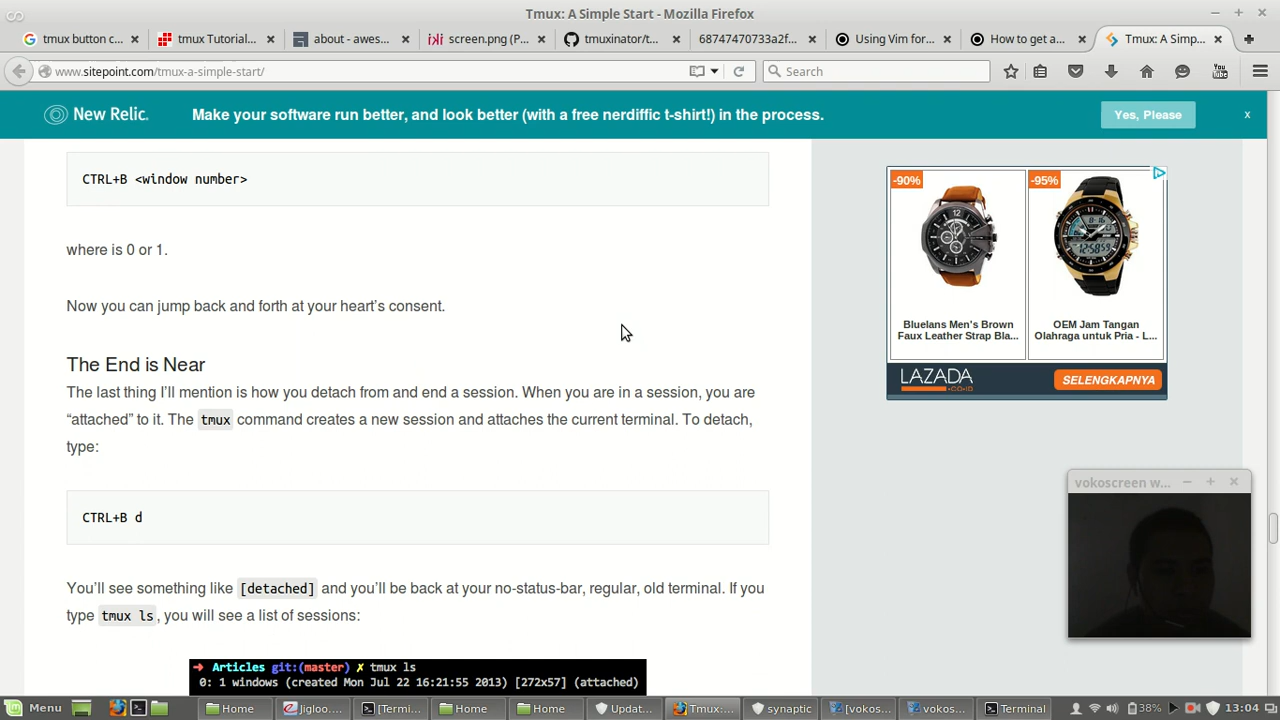 Tmux: A Simple Start - Mozilla Firefox
tmux button c...
tmux Tutorial...
about - awes...
screen.png (P...
tmuxinator/t...
68747470733a2f...
Using Vim for...
How to get a...
Tmux: A Simp...
www.sitepoint.com/tmux-a-simple-start/
Search
New Relic.
Make your software run better, and look better (with a free nerdiffic t-shirt!) in the process.
Yes, Please
x
CTRL+B <window number>
where is 0 or 1.
Now you can jump back and forth at your heart’s consent.
The End is Near
The last thing I’ll mention is how you detach from and end a session. When you are in a session, you are
“attached” to it. The tmux command creates a new session and attaches the current terminal. To detach,
type:
CTRL+B d
You’ll see something like [detached] and you’ll be back at your no-status-bar, regular, old terminal. If you
type tmux ls, you will see a list of sessions:
➜ Articles git:(master) ✗ tmux ls
0: 1 windows (created Mon Jul 22 16:21:55 2013) [272x57] (attached)
-90%
-95%
Bluelans Men's Brown
Faux Leather Strap Bla...
OEM Jam Tangan
Olahraga untuk Pria - L...
LAZADA
.CO.ID
SELENGKAPNYA
vokoscreen w...
Menu
Home
Jigloo....
[Termi...
Home
Home
Updat...
Tmux:...
synaptic
[vokos...
vokos...
Terminal
38%
13:04